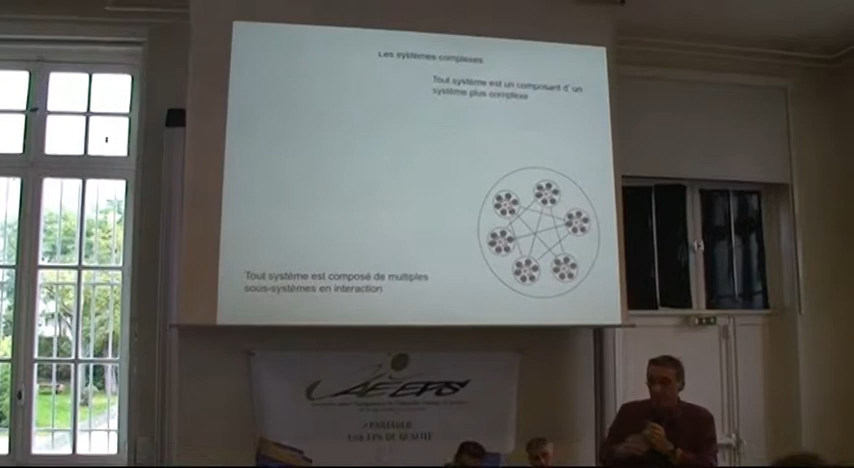 Les systèmes complexes
Tout système est un composant d'un
système plus complexe
Tout système est composé de multiples
sous-systèmes en interaction
AEEPS